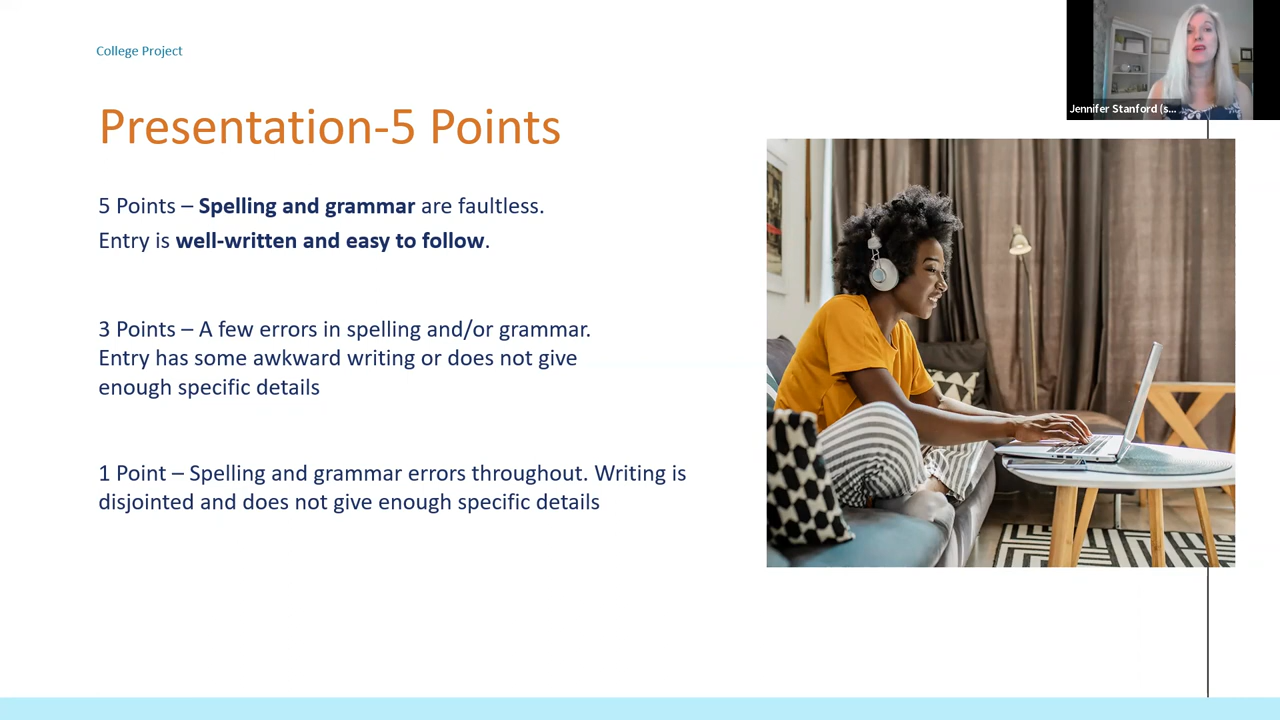 College Project
Jennifer Stanford (s...
Presentation-5 Points
5 Points – Spelling and grammar are faultless.
Entry is well-written and easy to follow.
3 Points – A few errors in spelling and/or grammar.
Entry has some awkward writing or does not give
enough specific details
1 Point – Spelling and grammar errors throughout. Writing is
disjointed and does not give enough specific details